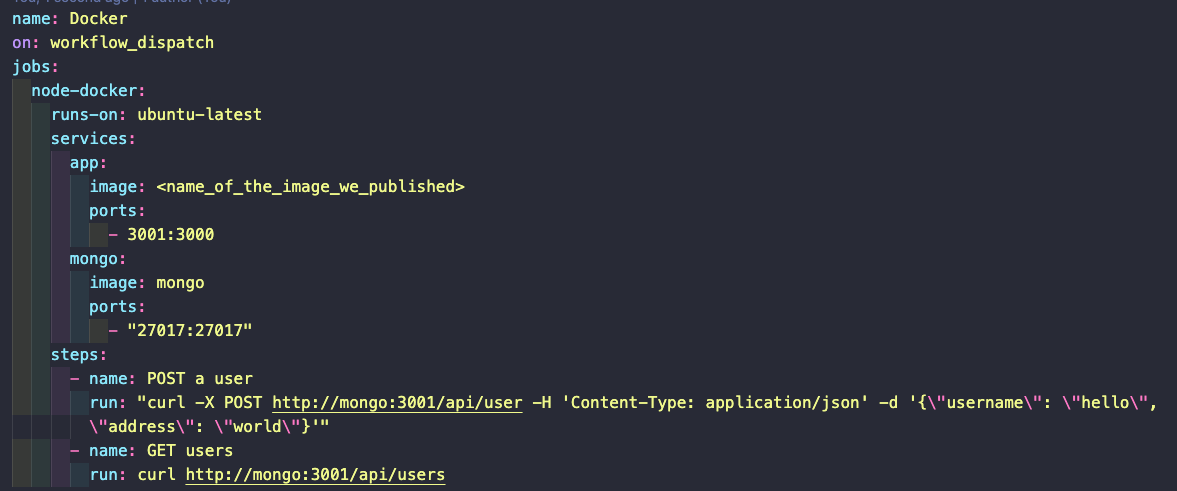 You, 1 second ago | 1 author (You)
name: Docker
on: workflow_dispatch
jobs:
node-docker:
runs-on: ubuntu-latest
services:
app:
image: <name_of_the_image_we_published>
ports:
- 3001:3000
mongo:
image: mongo
ports:
- "27017:27017"
steps:
- name: POST a user
run: "curl -X POST http://mongo:3001/api/user -H 'Content-Type: application/json' -d '{\"username\": \"hello\",
\"address\": \"world\"}'"
- name: GET users
run: curl http://mongo:3001/api/users